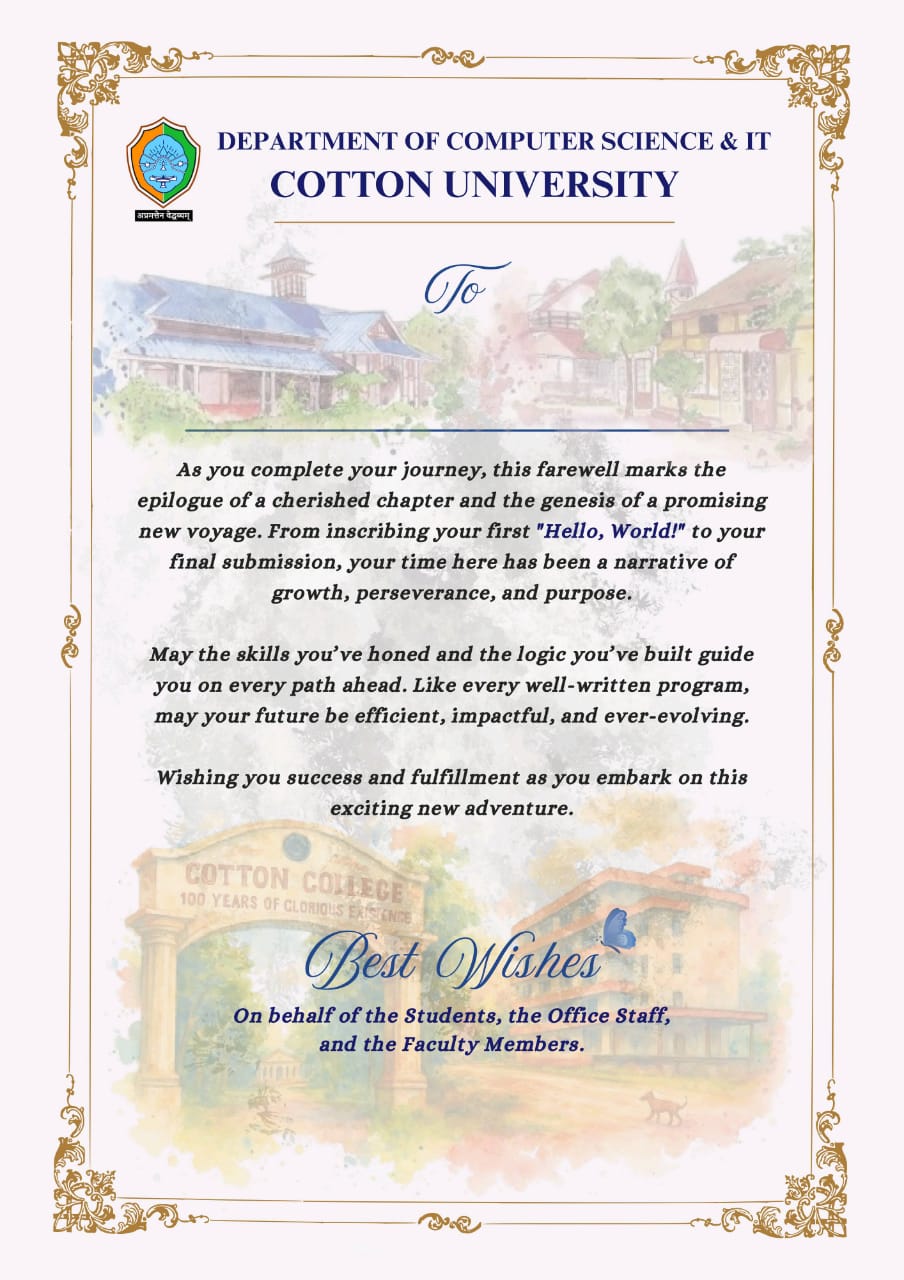 DEPARTMENT OF COMPUTER SCIENCE & IT
COTTON UNIVERSITY
अप्रमत्तेन वेद्धव्यम्
To
As you complete your journey, this farewell marks the
epilogue of a cherished chapter and the genesis of a promising
new voyage. From inscribing your first "Hello, World!" to your
final submission, your time here has been a narrative of
growth, perseverance, and purpose.
May the skills you’ve honed and the logic you’ve built guide
you on every path ahead. Like every well-written program,
may your future be efficient, impactful, and ever-evolving.
Wishing you success and fulfillment as you embark on this
exciting new adventure.
COTTON COLLEGE
100 YEARS OF GLORIOUS EXISTENCE
Best Wishes
On behalf of the Students, the Office Staff,
and the Faculty Members.